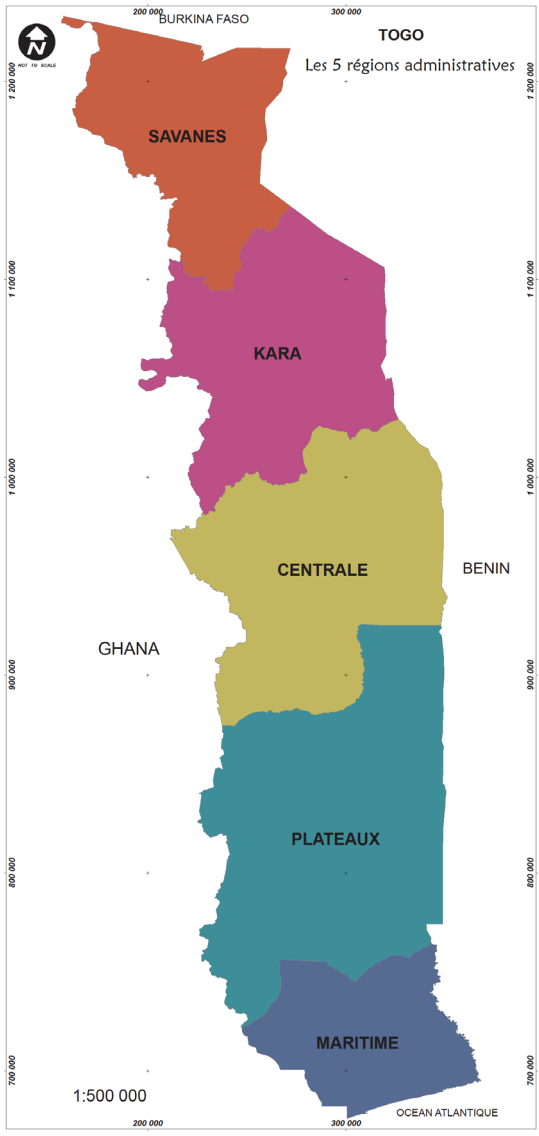 200 000
300 000
BURKINA FASO
TOGO
Les 5 régions administratives
N
NOT TO SCALE
1 200 000
1 200 000
SAVANES
1 100 000
1 100 000
KARA
1 000 000
1 000 000
CENTRALE
BENIN
GHANA
900 000
900 000
PLATEAUX
800 000
800 000
MARITIME
700 000
700 000
1:500 000
OCEAN ATLANTIQUE
200 000
300 000